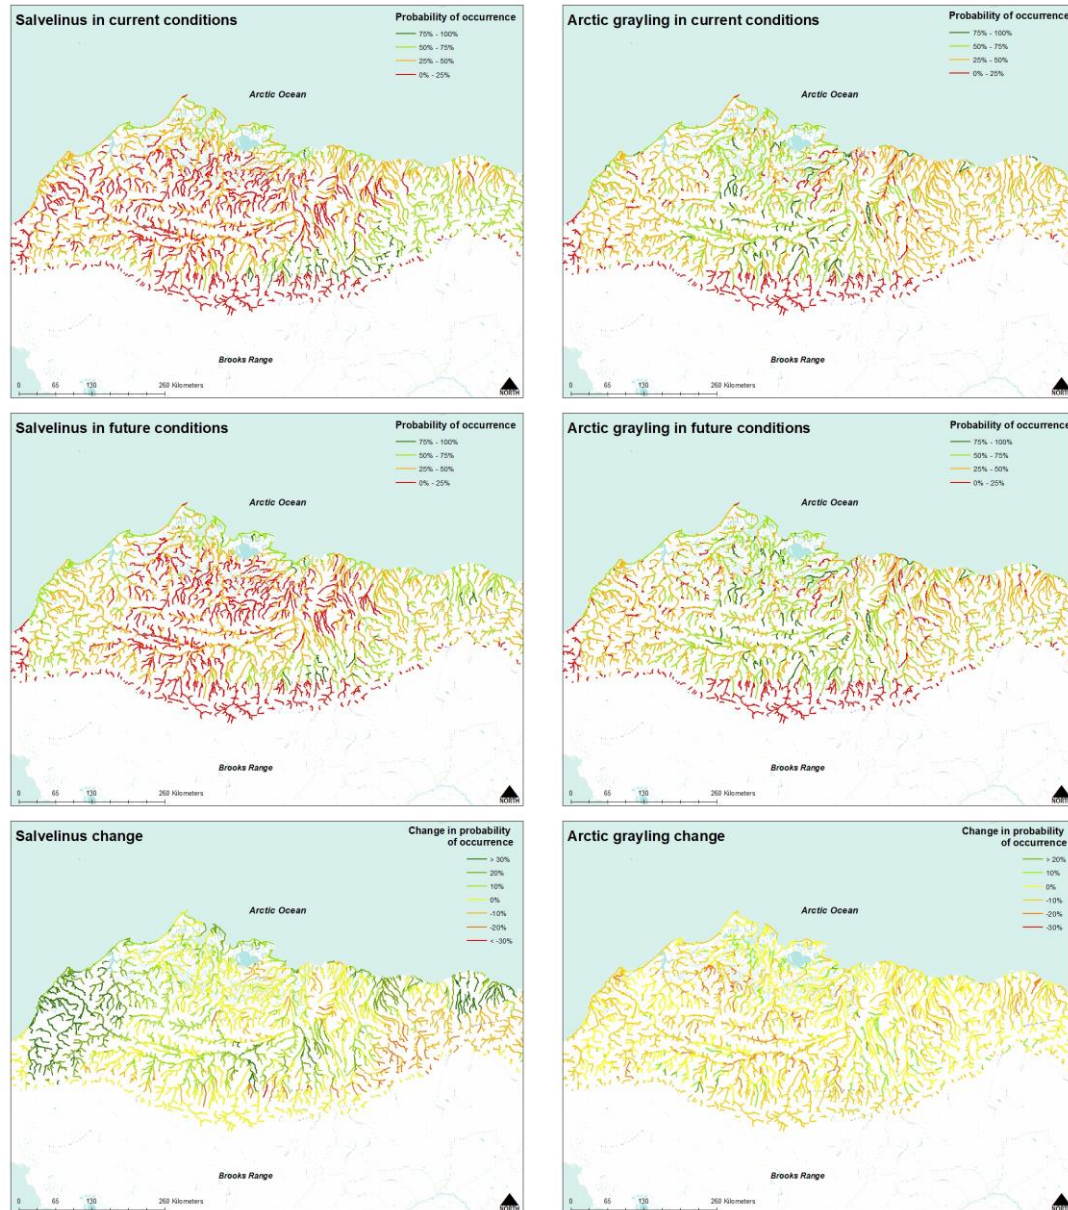 Salvelinus in current conditions
Probability of occurrence
75% - 100%
50% - 75%
25% - 50%
0% - 25%
Arctic Ocean
Brooks Range
0 65 130 260 Kilometers
NORTH
Arctic grayling in current conditions
Probability of occurrence
75% - 100%
50% - 75%
25% - 50%
0% - 25%
Arctic Ocean
Brooks Range
0 65 130 260 Kilometers
NORTH
Salvelinus in future conditions
Probability of occurrence
75% - 100%
50% - 75%
25% - 50%
0% - 25%
Arctic Ocean
Brooks Range
0 65 130 260 Kilometers
NORTH
Arctic grayling in future conditions
Probability of occurrence
75% - 100%
50% - 75%
25% - 50%
0% - 25%
Arctic Ocean
Brooks Range
0 65 130 260 Kilometers
NORTH
Salvelinus change
Change in probability
of occurrence
> 30%
20%
10%
0%
-10%
-20%
< -30%
Arctic Ocean
Brooks Range
0 65 130 260 Kilometers
NORTH
Arctic grayling change
Change in probability
of occurrence
> 20%
10%
0%
-10%
-20%
-30%
Arctic Ocean
Brooks Range
0 65 130 260 Kilometers
NORTH